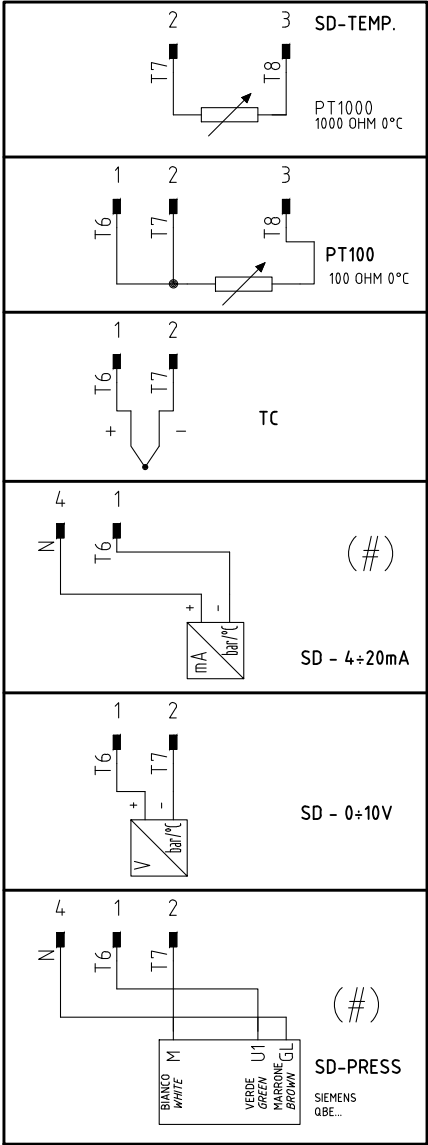 2 3 SD-TEMP.
T7 T8
PT1000
1000 OHM 0°C
1 2 3
T6 T7 T8
PT100
100 OHM 0°C
1 2
T6 T7
+ -
TC
4 1
N T6
(#)
+ -
mA bar/°C
SD - 4÷20mA
1 2
T6 T7
+ -
V bar/°C
SD - 0÷10V
4 1 2
N T6 T7
(#)
M U1 GL
BIANCO VERDE MARRONE
WHITE GREEN BROWN
SD-PRESS
SIEMENS
QBE...